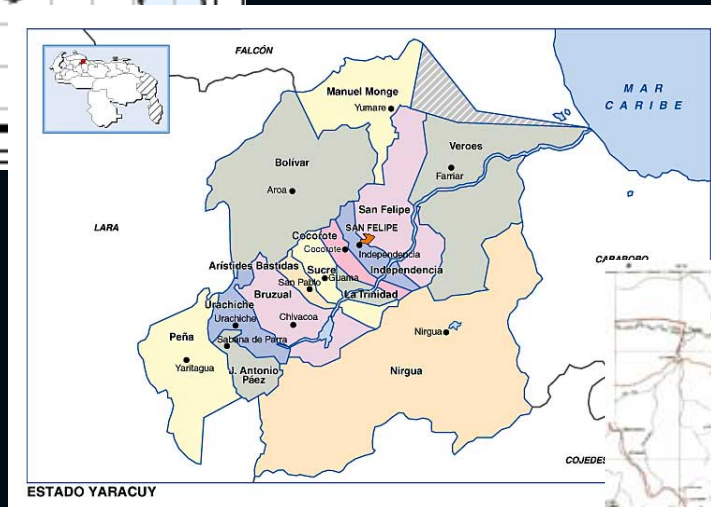 FALCÓN
MAR
CARIBE
Manuel Monge
Yumare
Veroes
Farriar
Bolívar
Aroa
San Felipe
SAN FELIPE
LARA
Cocorote
Cocorote
Independencia
Independencia
CARABOBO
Arístides Bastidas
Sucre
Guama
San Pablo
La Trinidad
Bruzual
Urachiche
Urachiche
Chivacoa
Peña
Sabana de Parra
Nirgua
Yaritagua
J. Antonio
Páez
Nirgua
COJEDES
ESTADO YARACUY